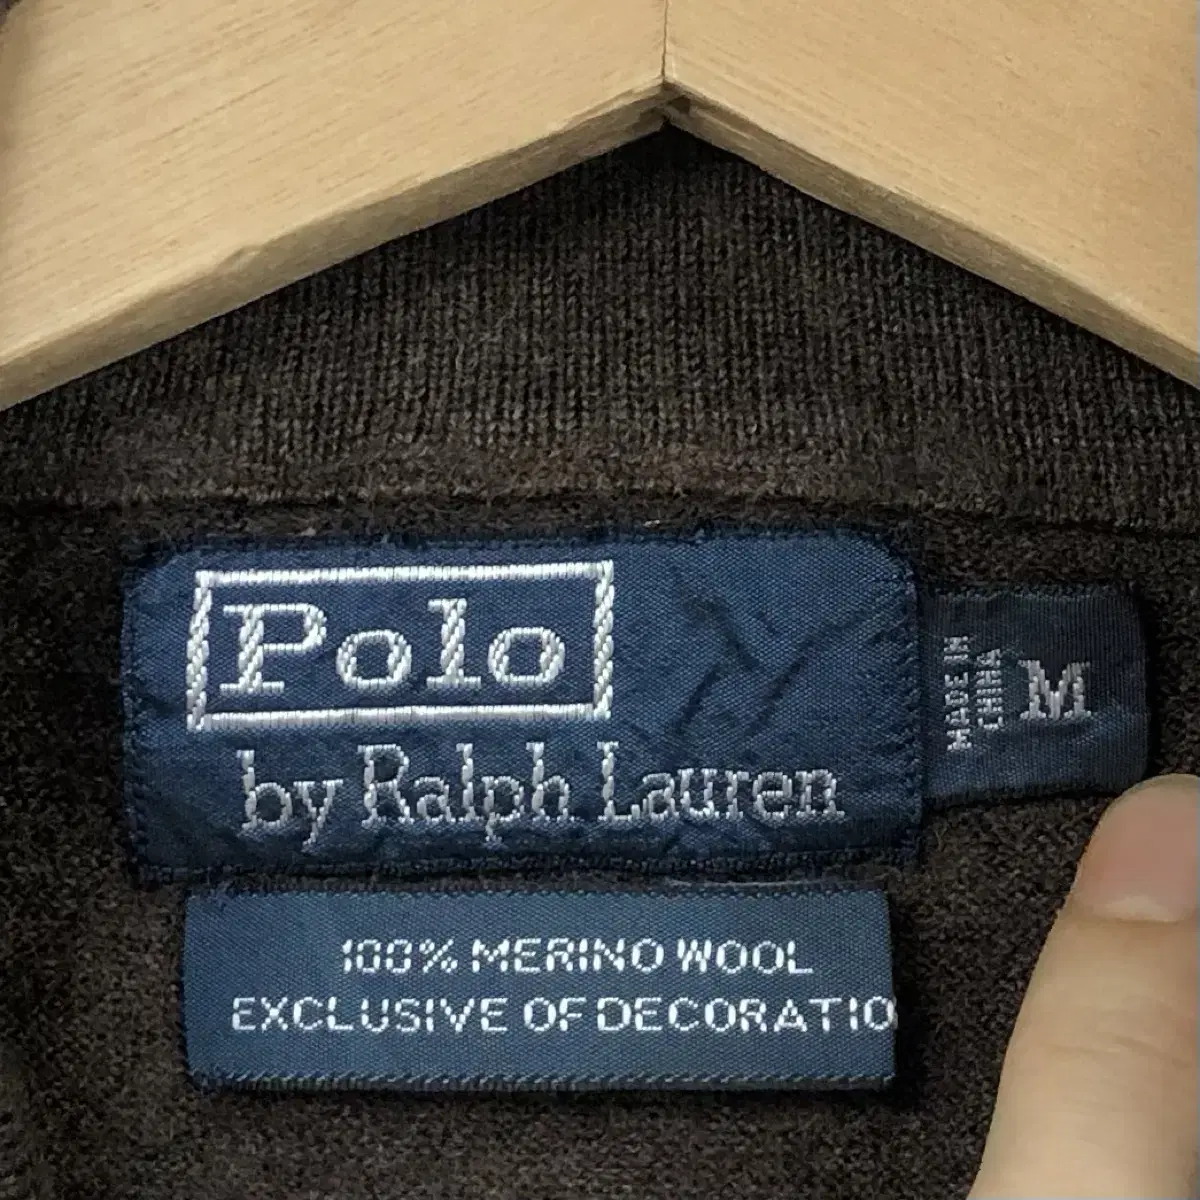 Polo
by Ralph Lauren
MADE IN
CHINA
M
100% MERINO WOOL
EXCLUSIVE OF DECORATIO